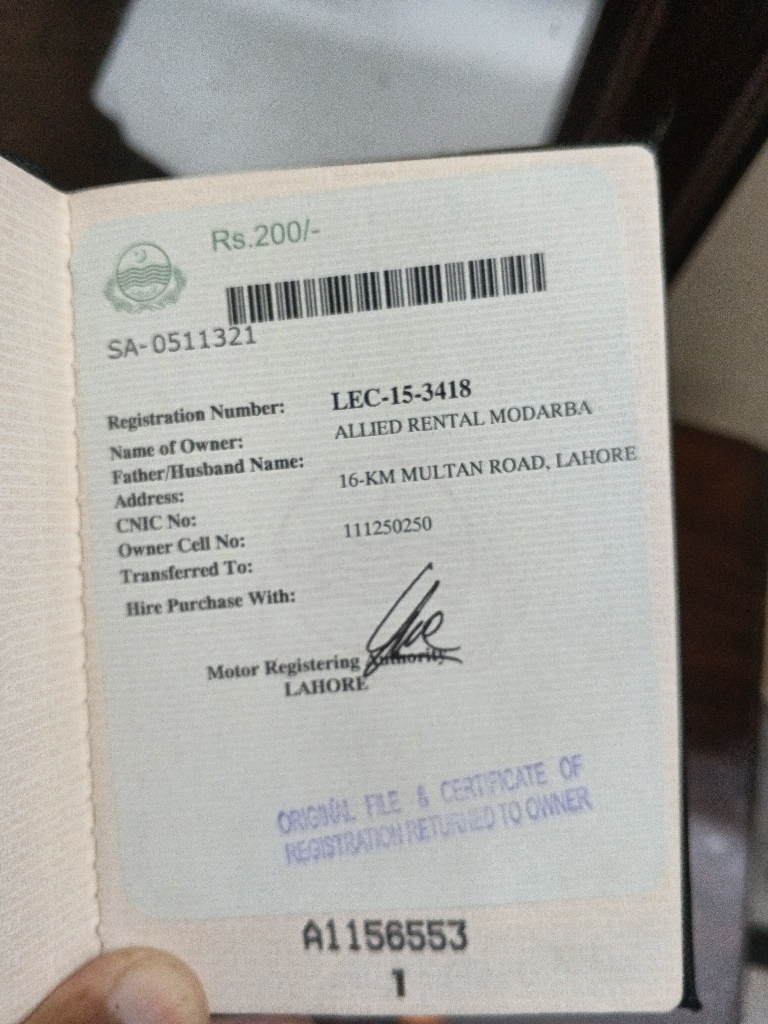 Rs.200/-
SA-0511321
Registration Number: LEC-15-3418
Name of Owner: ALLIED RENTAL MODARBA
Father/Husband Name:
Address: 16-KM MULTAN ROAD, LAHORE
CNIC No:
Owner Cell No: 111250250
Transferred To:
Hire Purchase With:
Motor Registering Authority
LAHORE
ORIGINAL FILE & CERTIFICATE OF
REGISTRATION RETURNED TO OWNER
A1156553
1